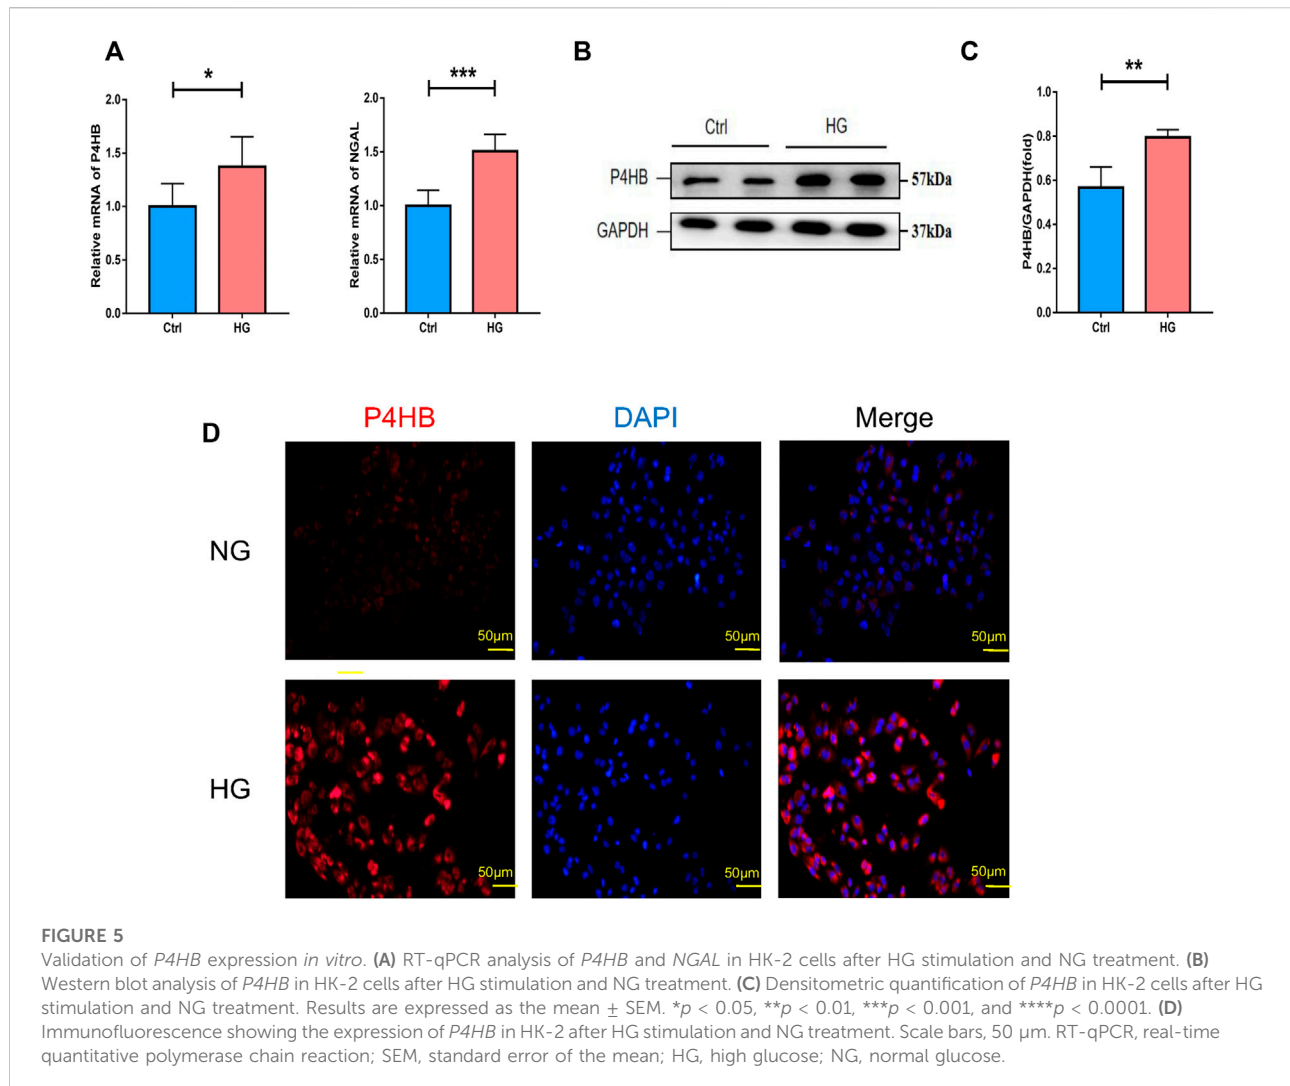 A
*
Relative mRNA of P4HB
2.0
1.5
1.0
0.5
0.0
Ctrl HG
***
Relative mRNA of NGAL
2.0
1.5
1.0
0.5
0.0
Ctrl HG
B
Ctrl HG
P4HB 57kDa
GAPDH 37kDa
C
**
P4HB/GAPDH(fold)
1.0
0.8
0.6
0.4
0.2
0.0
Ctrl HG
D
P4HB DAPI Merge
NG
50µm 50µm 50µm
HG
50µm 50µm 50µm
FIGURE 5
Validation of P4HB expression in vitro. (A) RT-qPCR analysis of P4HB and NGAL in HK-2 cells after HG stimulation and NG treatment. (B)
Western blot analysis of P4HB in HK-2 cells after HG stimulation and NG treatment. (C) Densitometric quantification of P4HB in HK-2 cells after HG
stimulation and NG treatment. Results are expressed as the mean ± SEM. *p < 0.05, **p < 0.01, ***p < 0.001, and ****p < 0.0001. (D)
Immunofluorescence showing the expression of P4HB in HK-2 after HG stimulation and NG treatment. Scale bars, 50 µm. RT-qPCR, real-time
quantitative polymerase chain reaction; SEM, standard error of the mean; HG, high glucose; NG, normal glucose.